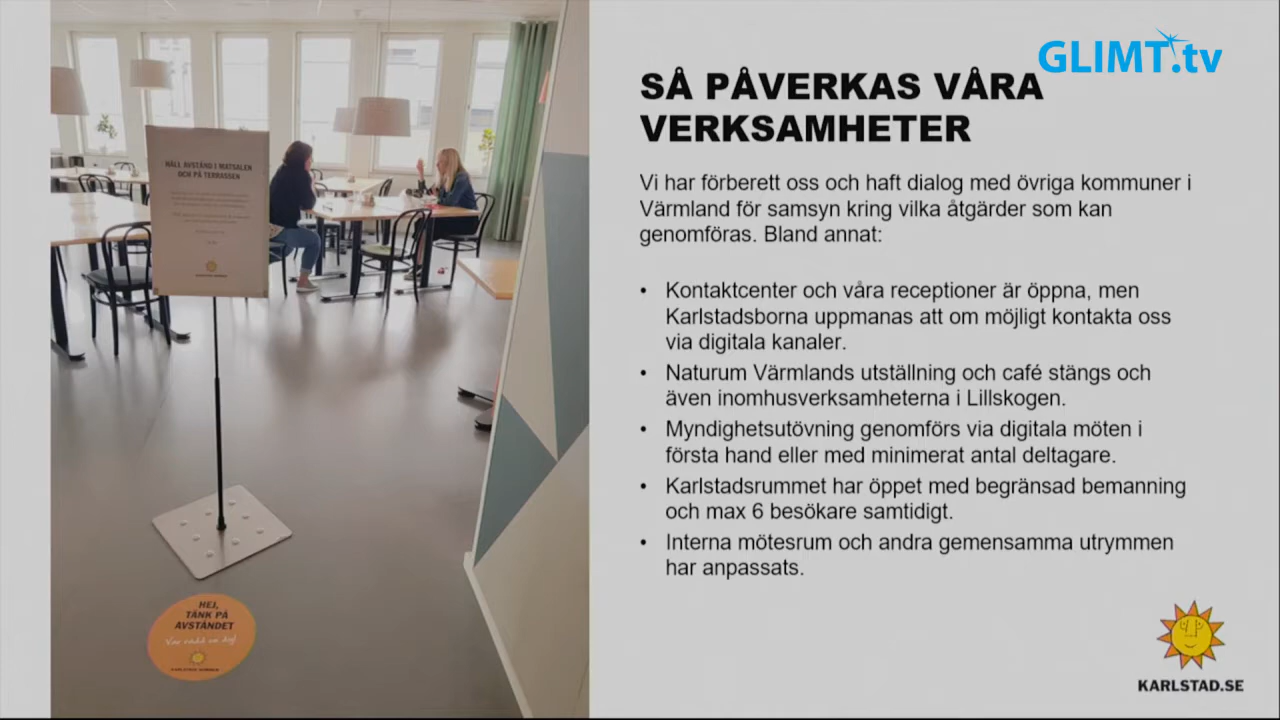 GLIMT.tv
SÅ PÅVERKAS VÅRA
VERKSAMHETER
Vi har förberett oss och haft dialog med övriga kommuner i
Värmland för samsyn kring vilka åtgärder som kan
genomföras. Bland annat:
• Kontaktcenter och våra receptioner är öppna, men
Karlstadsborna uppmanas att om möjligt kontakta oss
via digitala kanaler.
• Naturum Värmlands utställning och café stängs och
även inomhusverksamheterna i Lillskogen.
• Myndighetsutövning genomförs via digitala möten i
första hand eller med minimerat antal deltagare.
• Karlstadsrummet har öppet med begränsad bemanning
och max 6 besökare samtidigt.
• Interna mötesrum och andra gemensamma utrymmen
har anpassats.
KARLSTAD.SE
HÅLL AVSTÅND I MATSALEN
OCH PÅ TERRASSEN
HEJ,
TÄNK PÅ
AVSTÅNDET
KARLSTADS KOMMUN